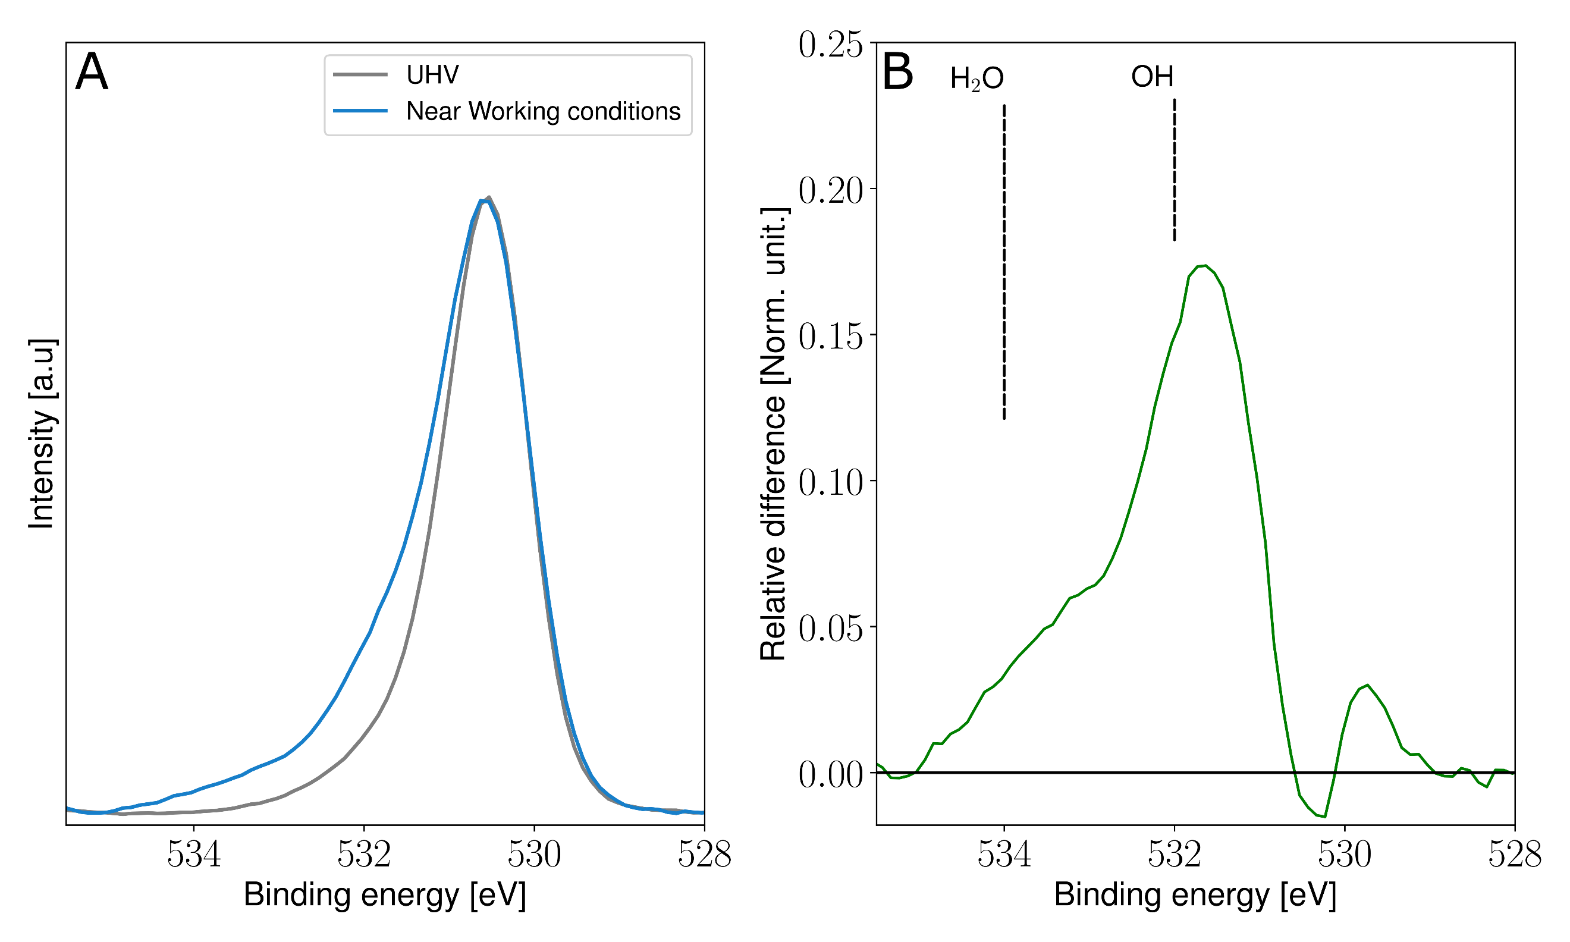 A
UHV
Near Working conditions
Intensity [a.u]
534
532
530
528
Binding energy [eV]
B
H₂O
OH
0.25
0.20
0.15
0.10
0.05
0.00
Relative difference [Norm. unit.]
534
532
530
528
Binding energy [eV]